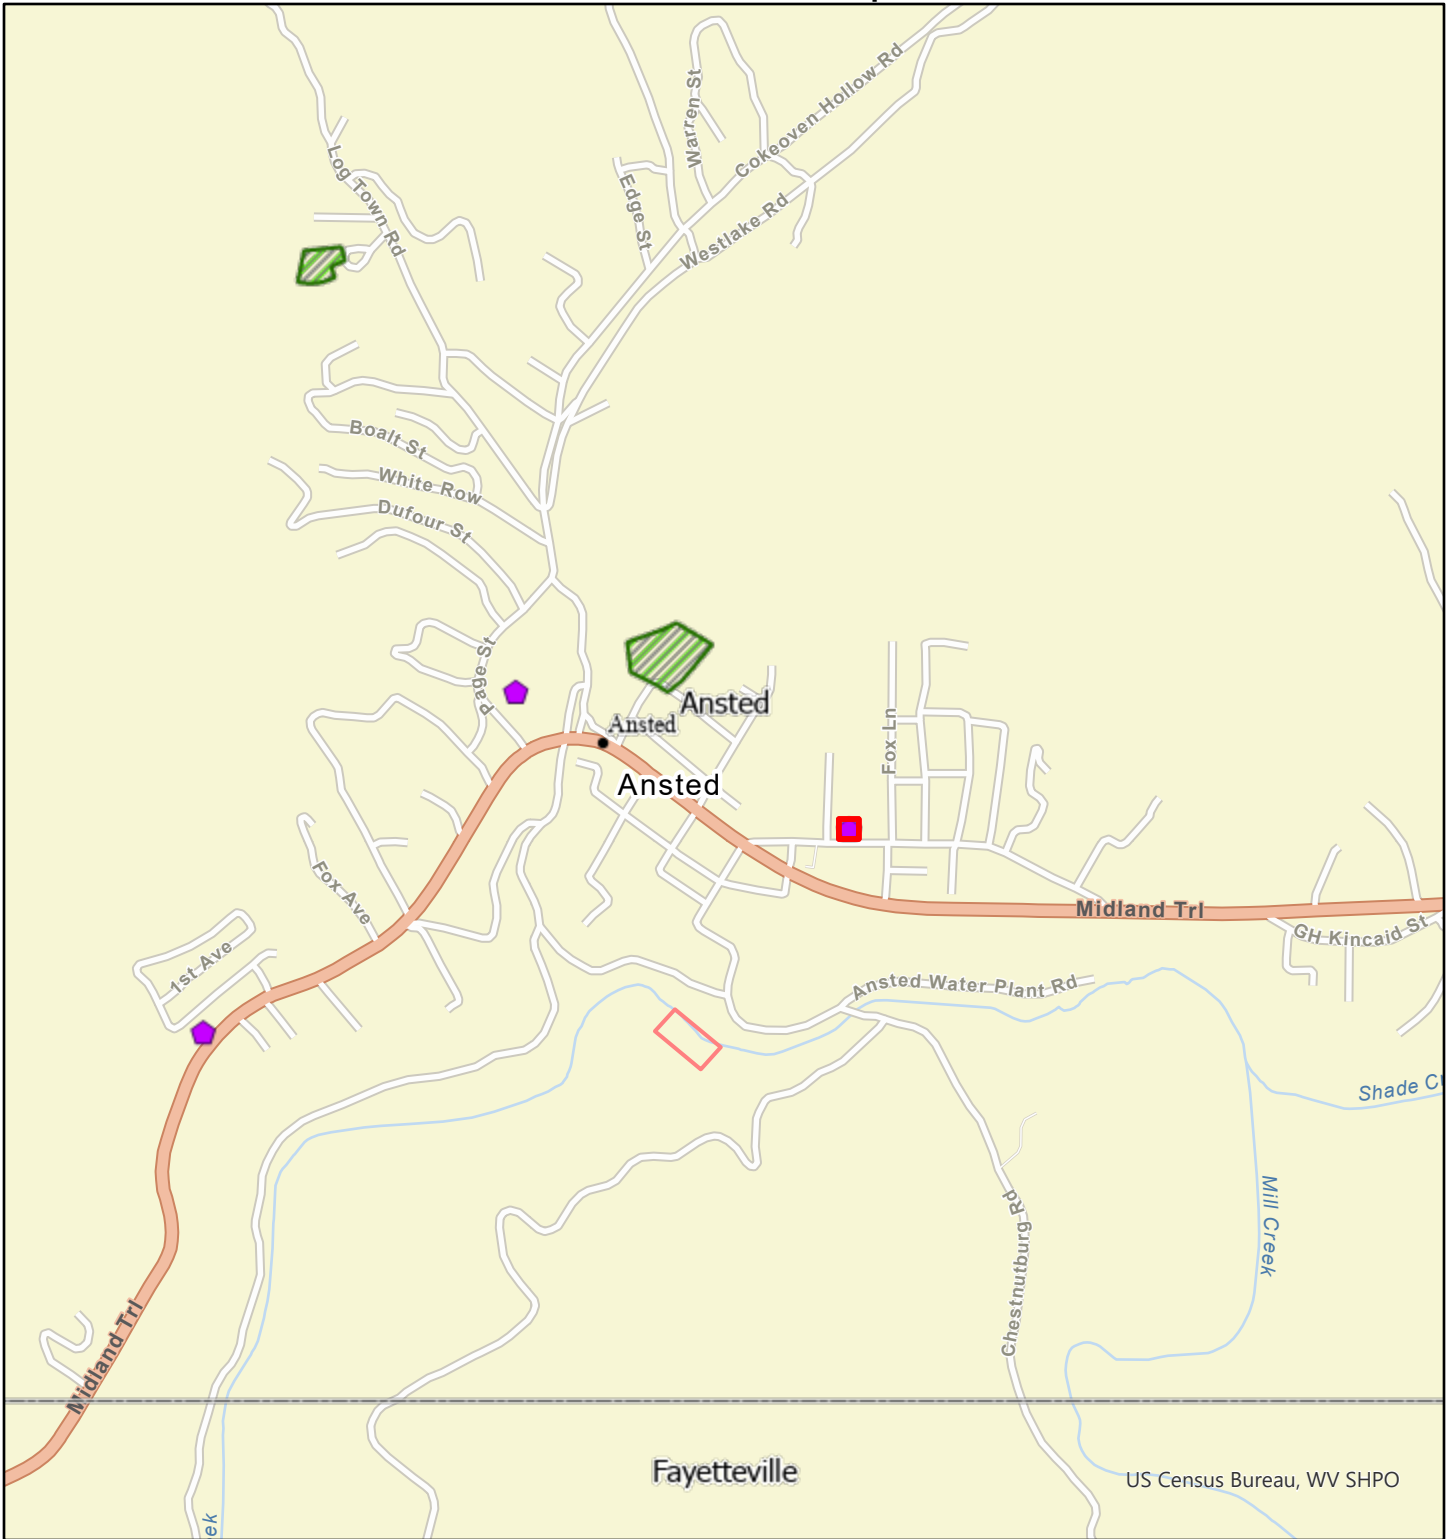 Cokeoven Hollow Rd
Warren St
Log Town Rd
Edge St
Westlake Rd
Boalt St
White Row
Dufour St
Page St
Ansted
Ansted
Fox Ln
Ansted
Fox Ave
Midland Trl
GH Kincaid St
1st Ave
Ansted Water Plant Rd
Shade
Mill Creek
Chestnutburg Rd
Midland Trl
Fayetteville
US Census Bureau, WV SHPO